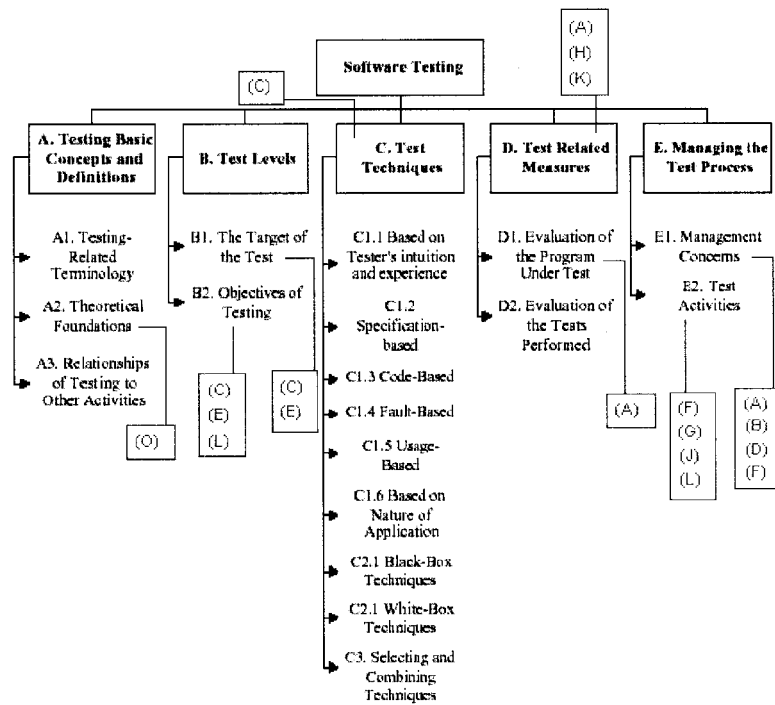 Software Testing
(C)
(A)
(H)
(K)
A. Testing Basic
Concepts and
Definitions
A1. Testing-
Related
Terminology
A2. Theoretical
Foundations
A3. Relationships
of Testing to
Other Activities
(O)
B. Test Levels
B1. The Target of
the Test
B2. Objectives of
Testing
(C)
(E)
(L)
(C)
(E)
C. Test
Techniques
C1.1 Based on
Tester's intuition
and experience
C1.2
Specification-
based
C1.3 Code-Based
C1.4 Fault-Based
C1.5 Usage-
Based
C1.6 Based on
Nature of
Application
C2.1 Black-Box
Techniques
C2.1 White-Box
Techniques
C3. Selecting and
Combining
Techniques
D. Test Related
Measures
D1. Evaluation of
the Program
Under Test
D2. Evaluation of
the Tests
Performed
(A)
E. Managing the
Test Process
E1. Management
Concerns
E2. Test
Activities
(F)
(G)
(J)
(L)
(A)
(B)
(D)
(F)